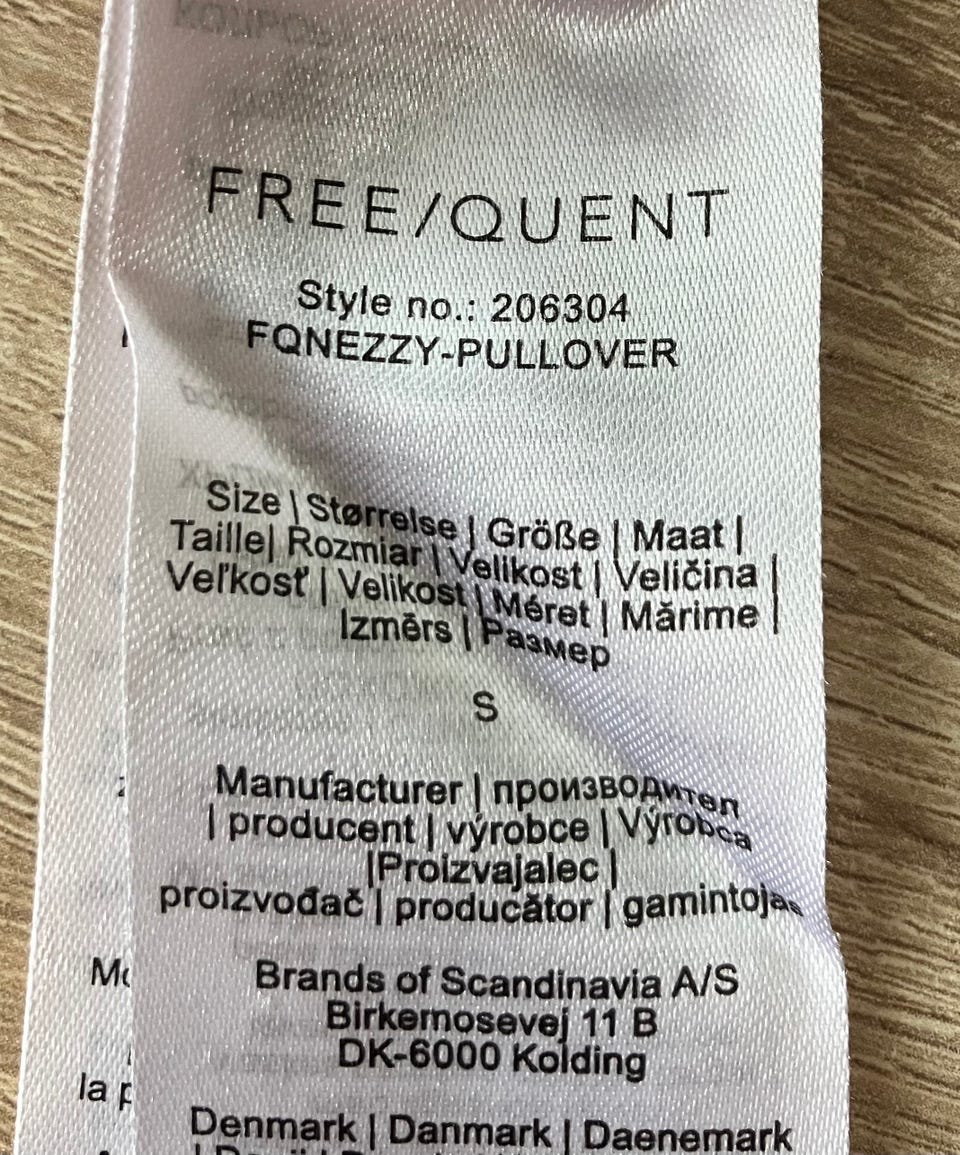 FREE/QUENT
Style no.: 206304
FQNEZZY-PULLOVER
Size | Størrelse | Größe | Maat |
Taille| Rozmiar | Velikost | Veličina |
Veľkosť | Velikost | Méret | Mărime |
Izmērs | Размер
S
Manufacturer | производител
| producent | výrobce | Výrobca
|Proizvajalec |
proizvođač | producător | gamintojas
Brands of Scandinavia A/S
Birkemosevej 11 B
DK-6000 Kolding
Denmark | Danmark | Daenemark
la